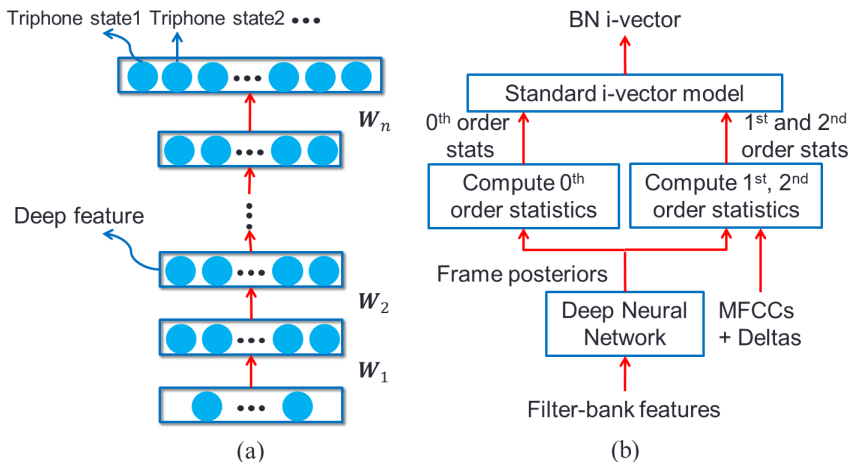 Triphone state1 Triphone state2 •••
W_n
Deep feature
W_2
W_1
(a)
BN i-vector
Standard i-vector model
0th order
stats
1st and 2nd
order stats
Compute 0th
order statistics
Compute 1st, 2nd
order statistics
Frame posteriors
Deep Neural
Network
MFCCs
+ Deltas
Filter-bank features
(b)